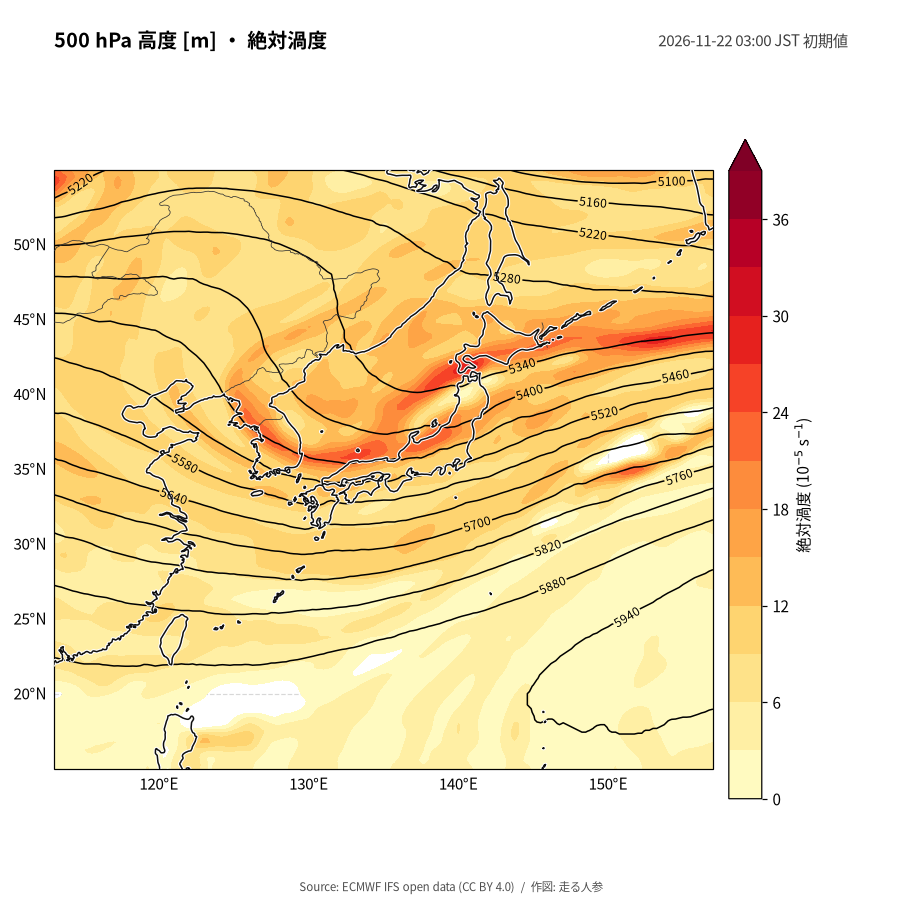 500 hPa 高度 [m] ・ 絶対渦度
2026-11-22 03:00 JST 初期値
5220
5100
5160
5220
5280
5340
5400
5460
5520
5580
5640
5700
5760
5820
5880
5940
50°N
45°N
40°N
35°N
30°N
25°N
20°N
120°E
130°E
140°E
150°E
36
30
24
18
12
6
0
絶対渦度 (10⁻⁵ s⁻¹)
Source: ECMWF IFS open data (CC BY 4.0) / 作図: 走る人参